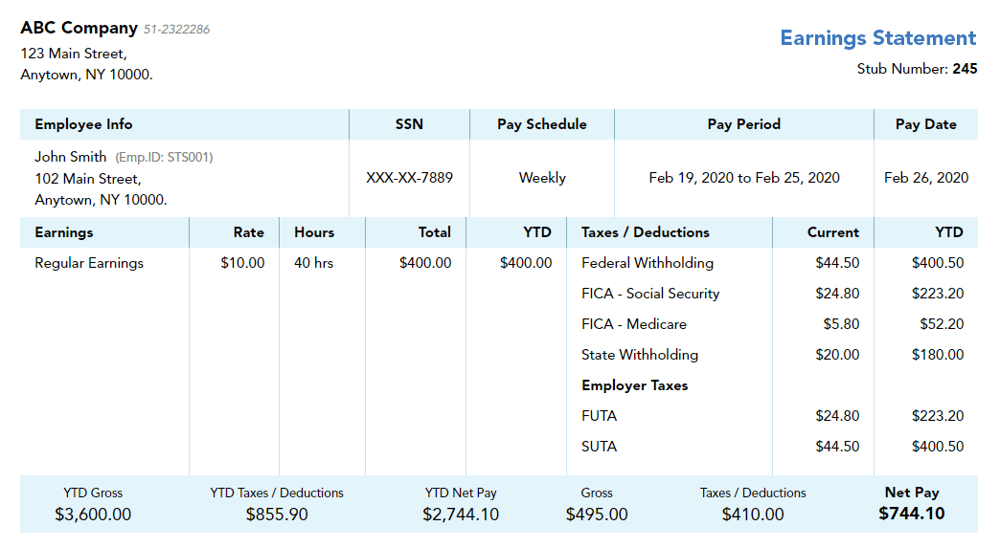 ABC Company 51-2322286
123 Main Street,
Anytown, NY 10000.
Earnings Statement
Stub Number: 245
Employee Info SSN Pay Schedule Pay Period Pay Date
John Smith (Emp.ID: STS001)
102 Main Street,
Anytown, NY 10000.
XXX-XX-7889 Weekly Feb 19, 2020 to Feb 25, 2020 Feb 26, 2020
Earnings Rate Hours Total YTD Taxes / Deductions Current YTD
Regular Earnings $10.00 40 hrs $400.00 $400.00 Federal Withholding $44.50 $400.50
FICA - Social Security $24.80 $223.20
FICA - Medicare $5.80 $52.20
State Withholding $20.00 $180.00
Employer Taxes
FUTA $24.80 $223.20
SUTA $44.50 $400.50
YTD Gross YTD Taxes / Deductions YTD Net Pay Gross Taxes / Deductions Net Pay
$3,600.00 $855.90 $2,744.10 $495.00 $410.00 $744.10